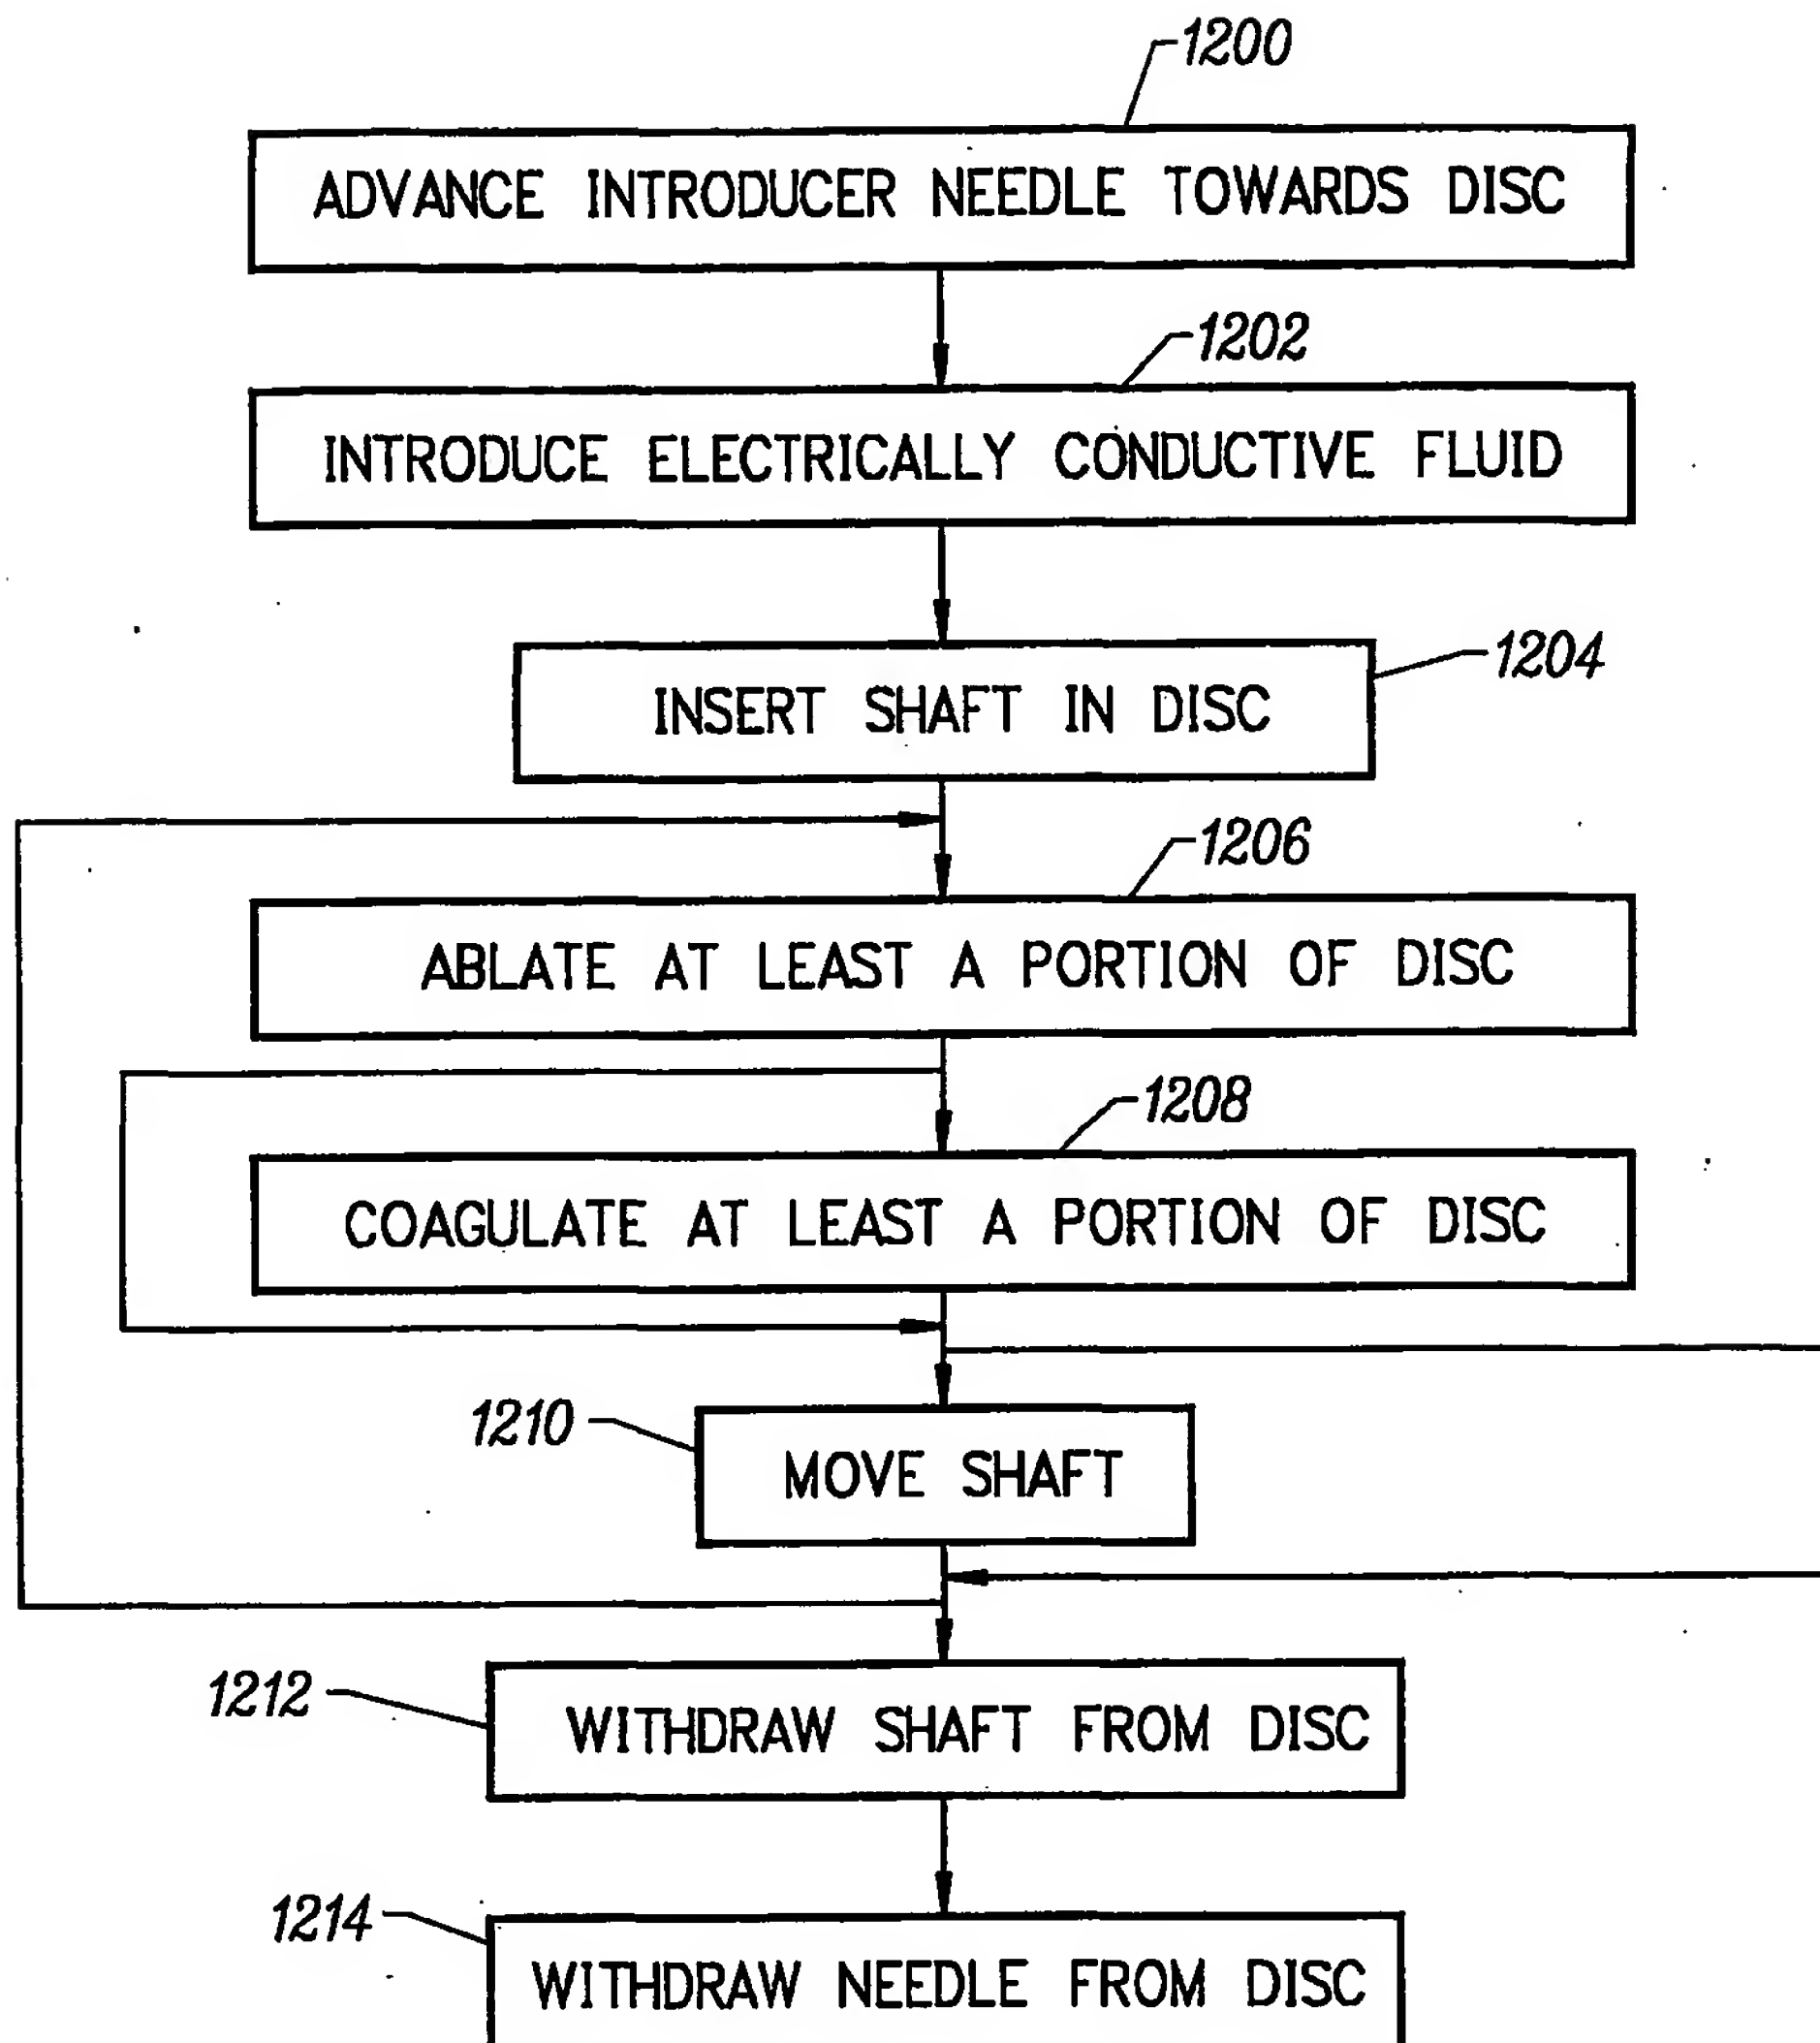 1200
ADVANCE INTRODUCER NEEDLE TOWARDS DISC
1202
INTRODUCE ELECTRICALLY CONDUCTIVE FLUID
1204
INSERT SHAFT IN DISC
1206
ABLATE AT LEAST A PORTION OF DISC
1208
COAGULATE AT LEAST A PORTION OF DISC
1210
MOVE SHAFT
1212
WITHDRAW SHAFT FROM DISC
1214
WITHDRAW NEEDLE FROM DISC